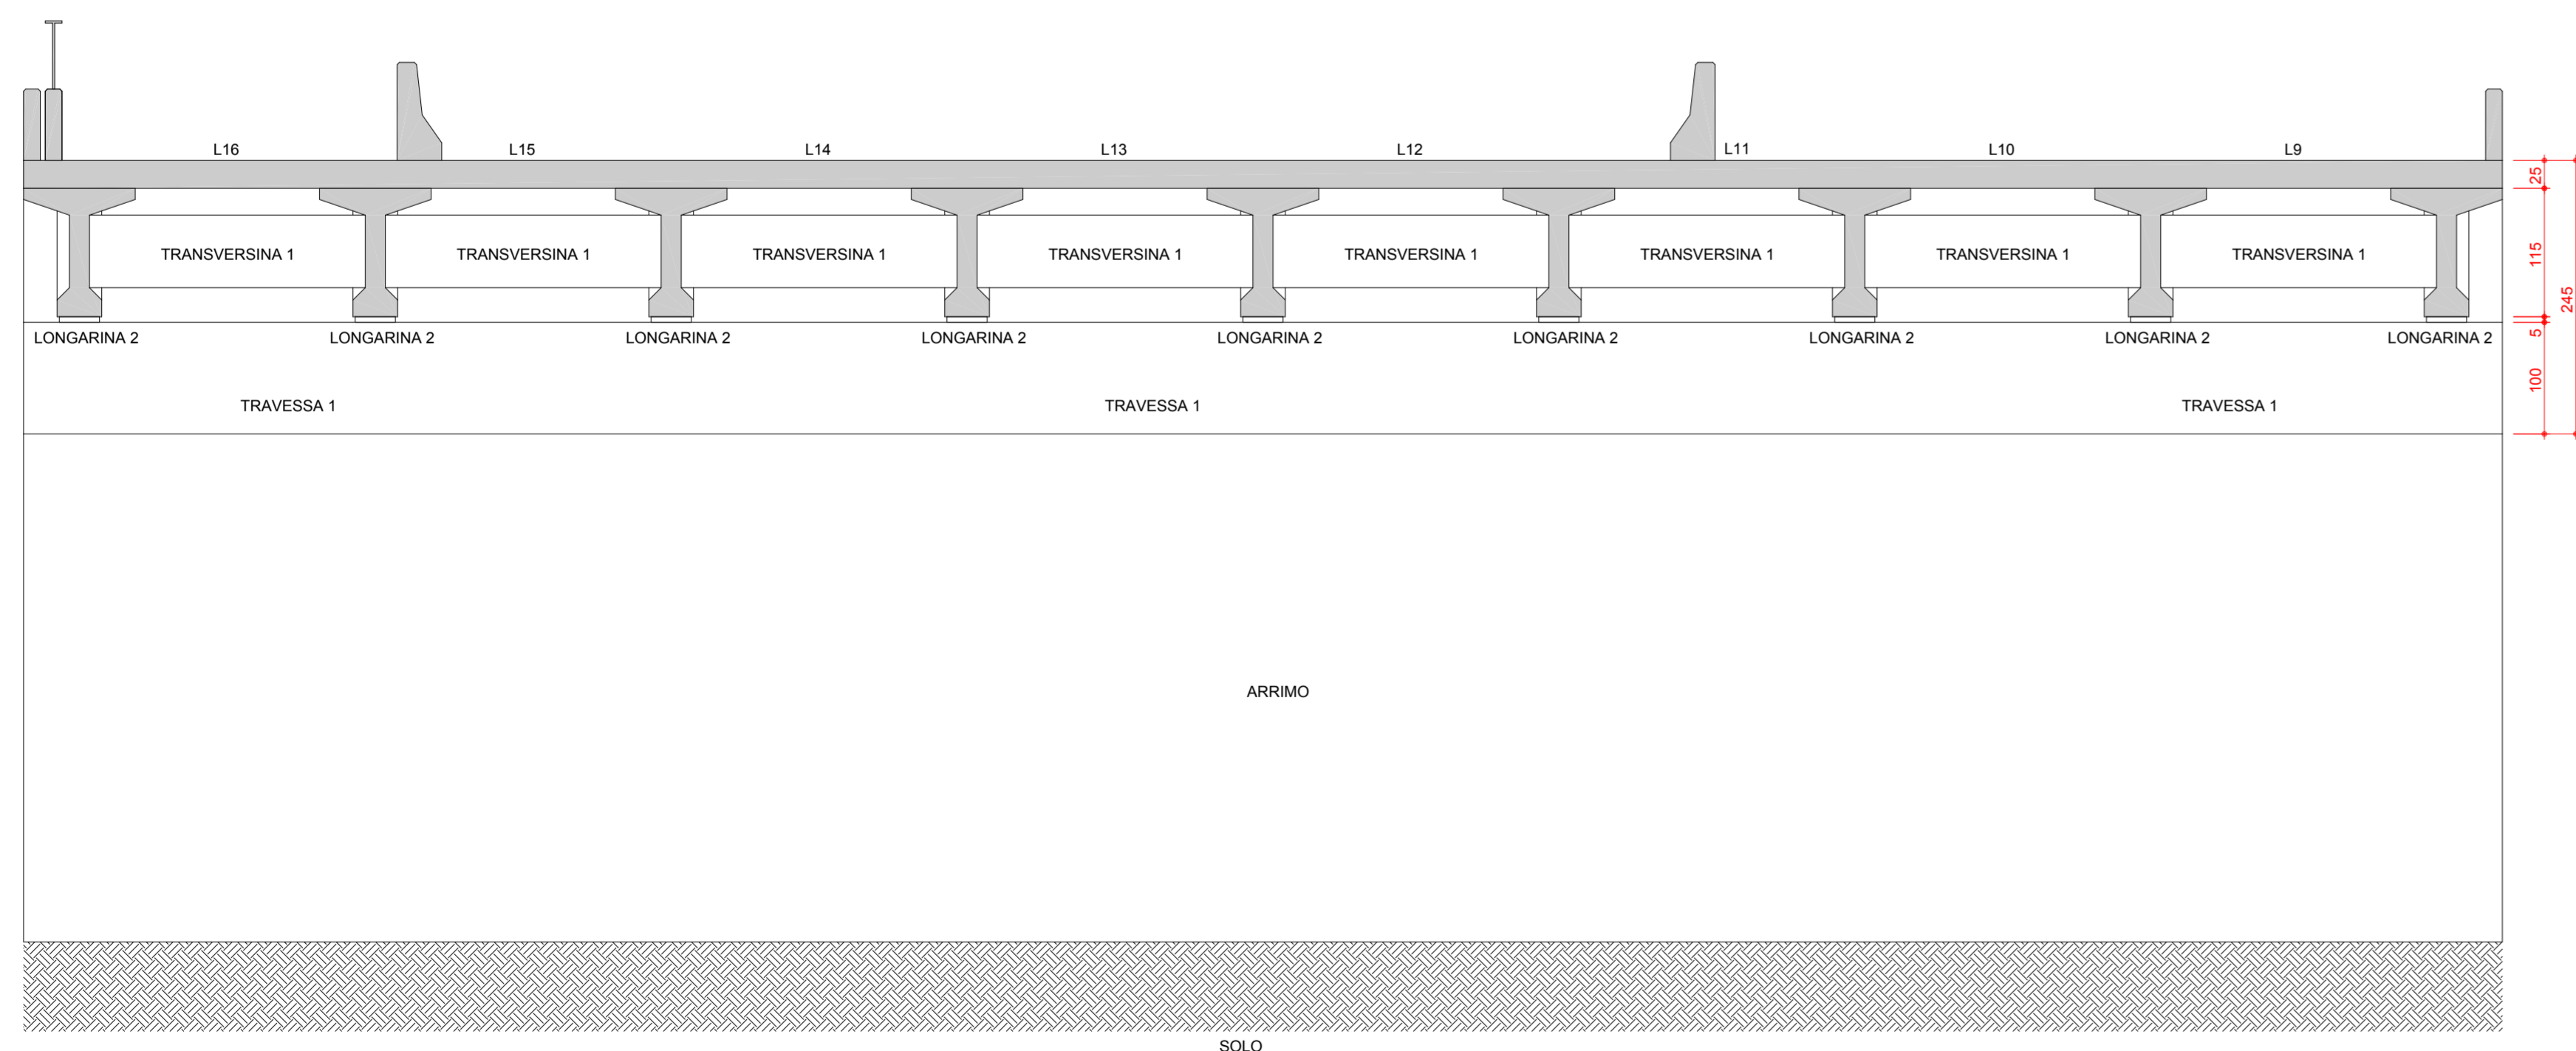 L16 L15 L14 L13 L12 L11 L10 L9
25
TRANSVERSINA 1 TRANSVERSINA 1 TRANSVERSINA 1 TRANSVERSINA 1 TRANSVERSINA 1 TRANSVERSINA 1 TRANSVERSINA 1 TRANSVERSINA 1
115
245
LONGARINA 2 LONGARINA 2 LONGARINA 2 LONGARINA 2 LONGARINA 2 LONGARINA 2 LONGARINA 2 LONGARINA 2 LONGARINA 2
5
100
TRAVESSA 1 TRAVESSA 1 TRAVESSA 1
ARRIMO
SOLO